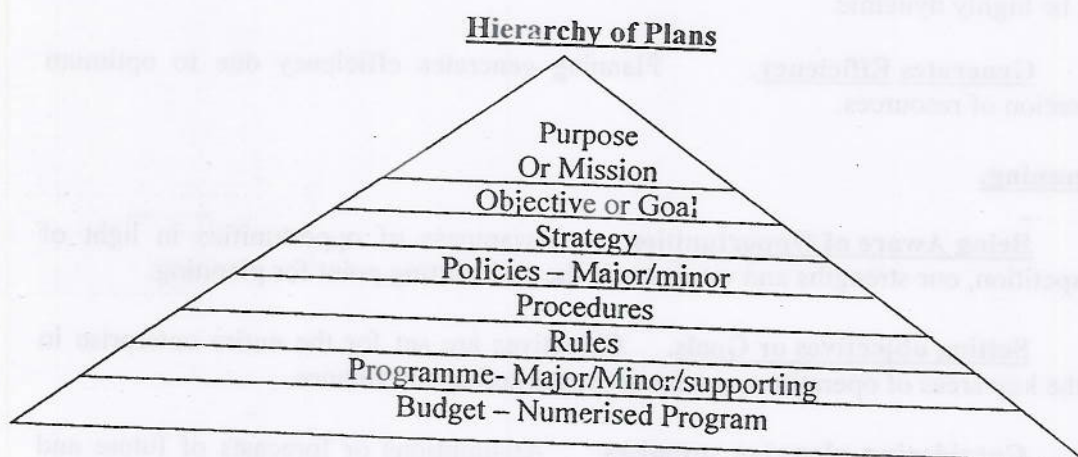 Hierarchy of Plans
Purpose
Or Mission
Objective or Goal
Strategy
Policies – Major/minor
Procedures
Rules
Programme- Major/Minor/supporting
Budget – Numerised Program